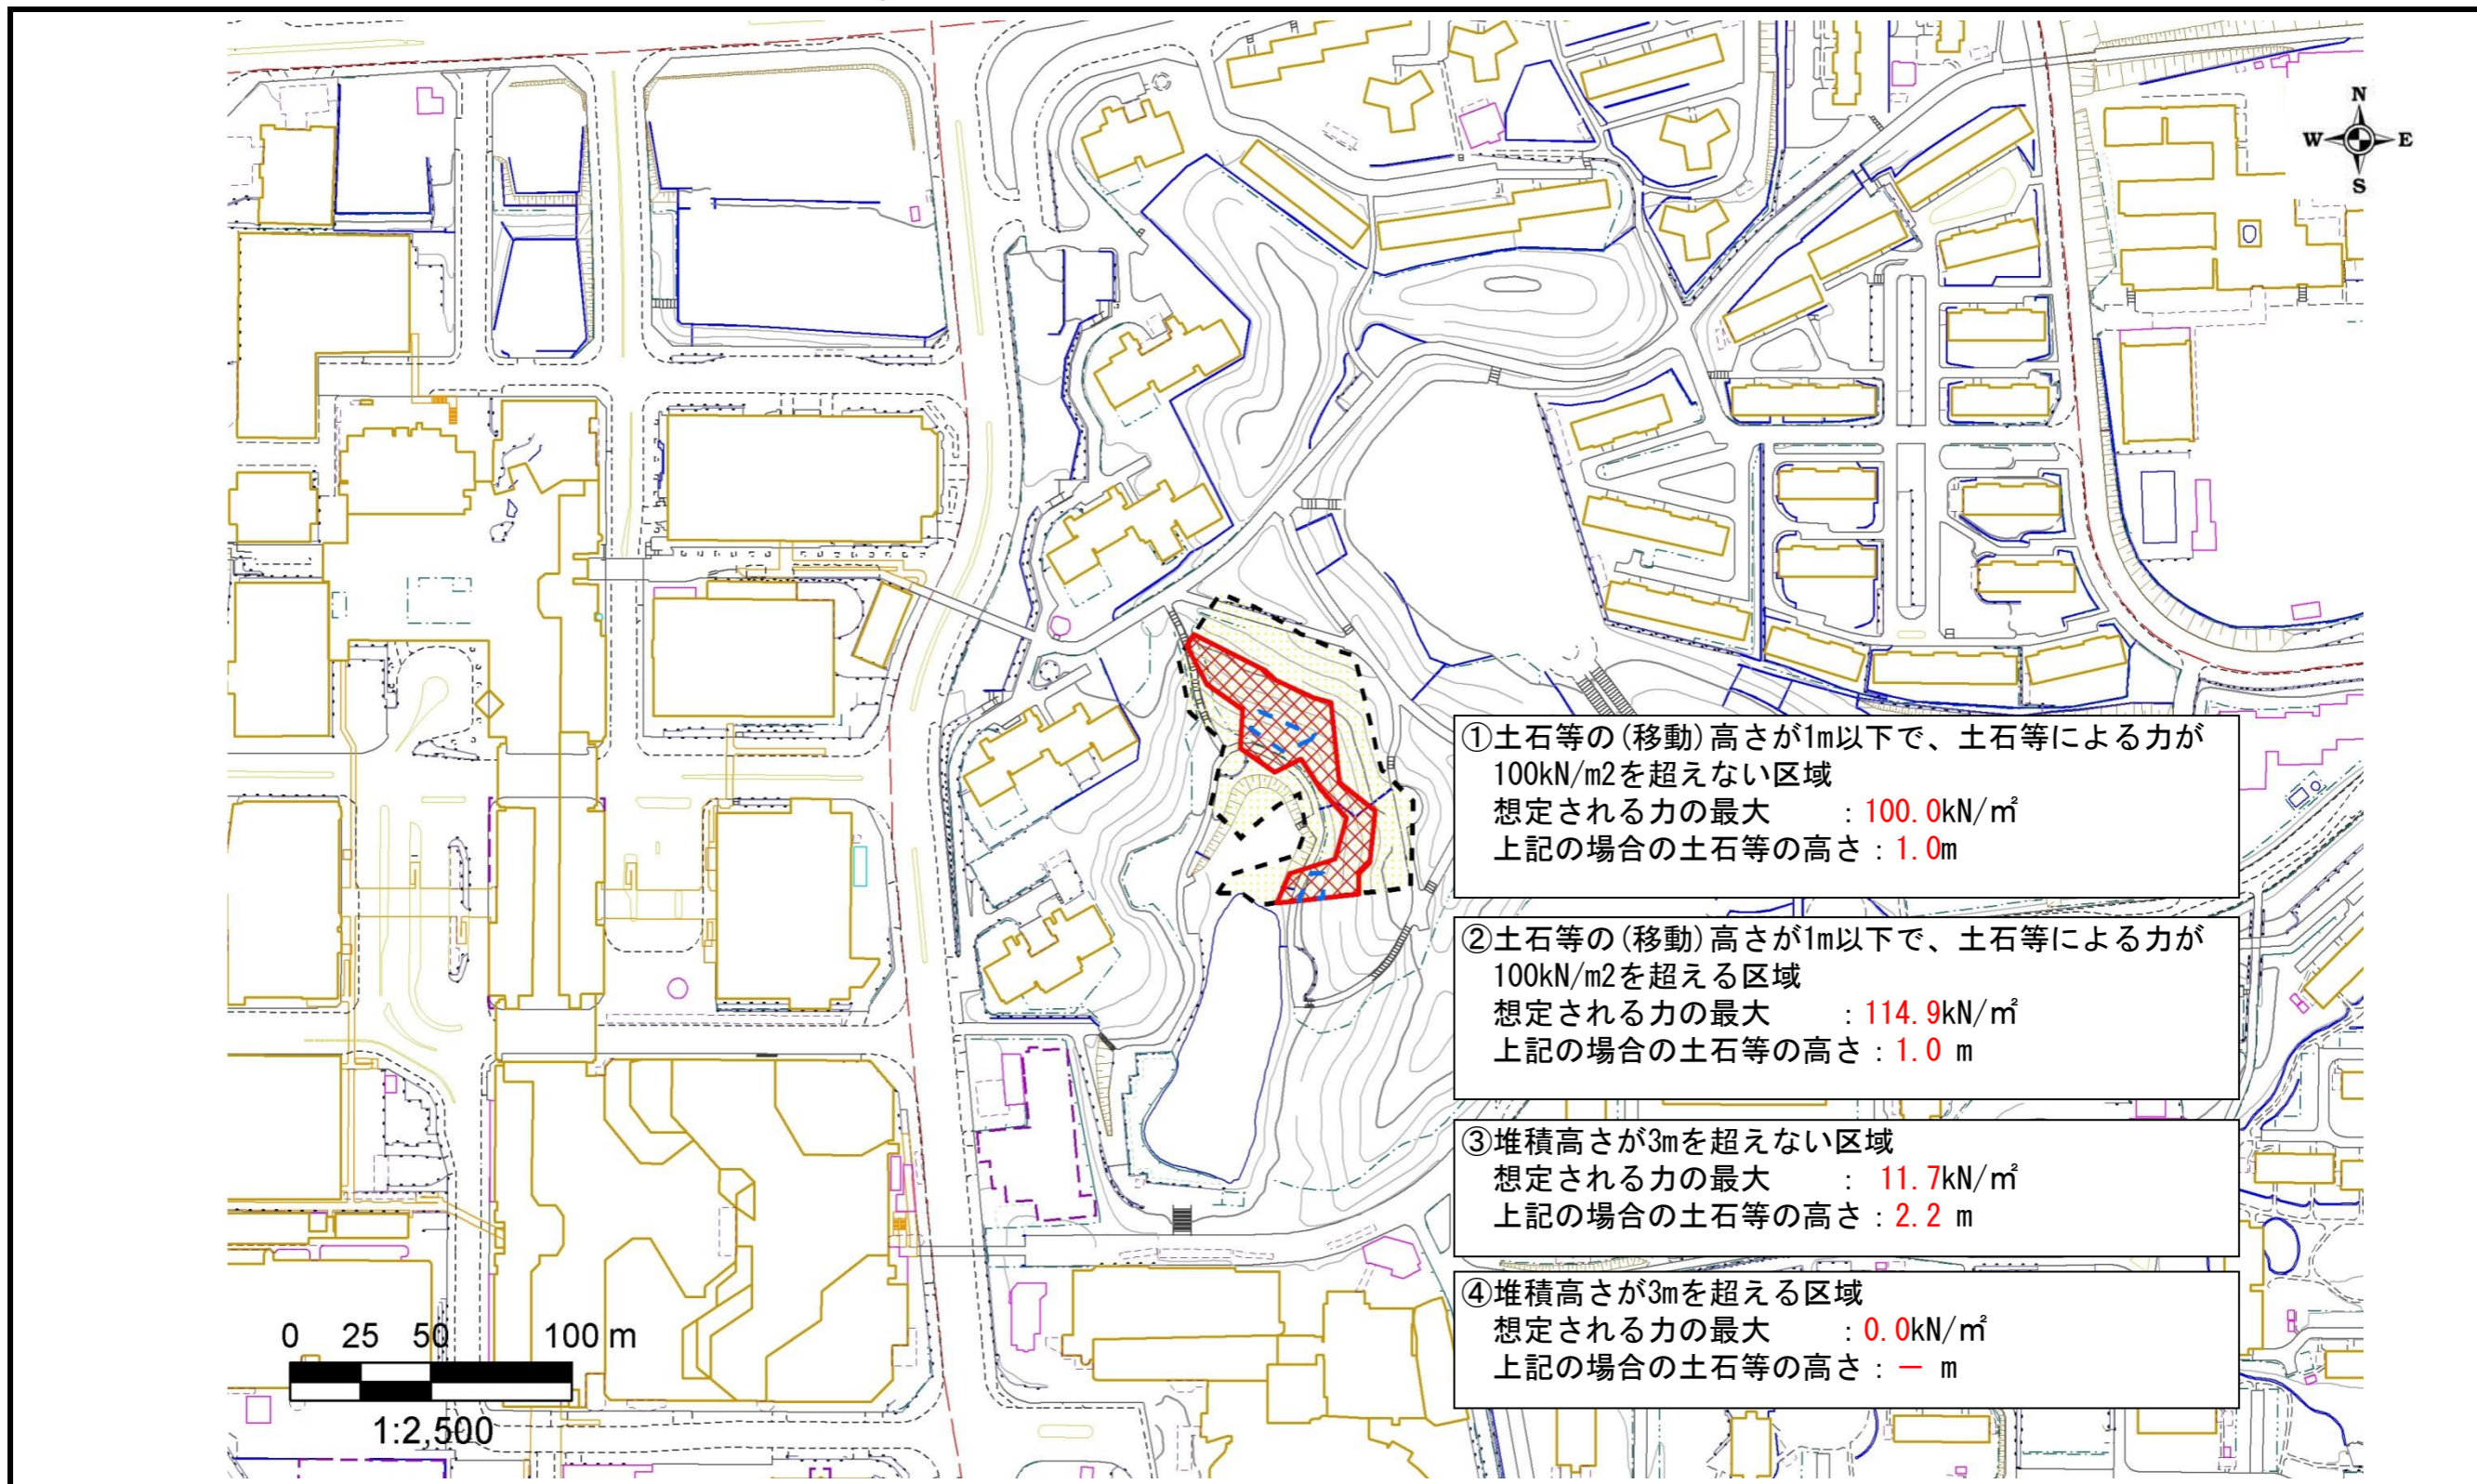 N
W E
S
①土石等の(移動)高さが1m以下で、土石等による力が
100kN/m2を超えない区域
想定される力の最大 : 100.0kN/㎡
上記の場合の土石等の高さ : 1.0m
②土石等の(移動)高さが1m以下で、土石等による力が
100kN/m2を超える区域
想定される力の最大 : 114.9kN/㎡
上記の場合の土石等の高さ : 1.0 m
③堆積高さが3mを超えない区域
想定される力の最大 : 11.7kN/㎡
上記の場合の土石等の高さ : 2.2 m
④堆積高さが3mを超える区域
想定される力の最大 : 0.0kN/㎡
上記の場合の土石等の高さ : － m
0 25 50 100 m
1:2,500